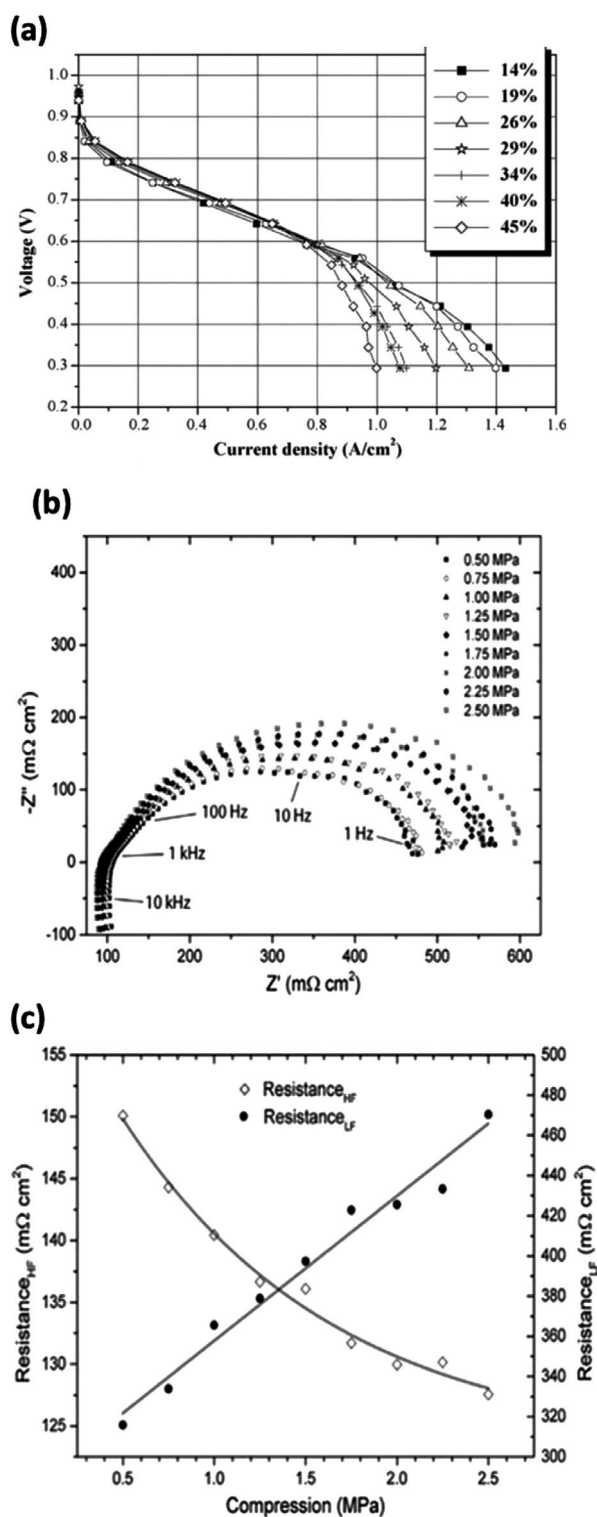 (a)
1.0
0.9
0.8
0.7
0.6
0.5
0.4
0.3
0.2
Voltage (V)
0.0 0.2 0.4 0.6 0.8 1.0 1.2 1.4 1.6
Current density (A/cm²)
14%
19%
26%
29%
34%
40%
45%
(b)
400
300
200
100
0
-100
-Z'' (mΩ cm²)
100 200 300 400 500 600
Z' (mΩ cm²)
0.50 MPa
0.75 MPa
1.00 MPa
1.25 MPa
1.50 MPa
1.75 MPa
2.00 MPa
2.25 MPa
2.50 MPa
100 Hz
10 Hz
1 Hz
1 kHz
10 kHz
(c)
155
150
145
140
135
130
125
Resistance_HF (mΩ cm²)
Resistance_HF
Resistance_LF
500
480
460
440
420
400
380
360
340
320
300
Resistance_LF (mΩ cm²)
0.5 1.0 1.5 2.0 2.5
Compression (MPa)